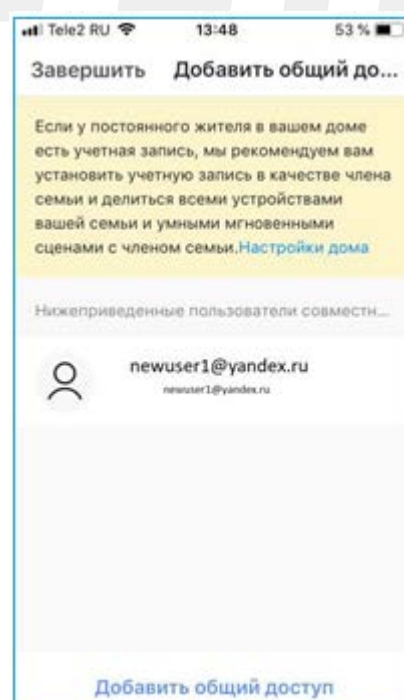 Tele2 RU 13:48 53 %
Завершить Добавить общий до...
Если у постоянного жителя в вашем доме
есть учетная запись, мы рекомендуем вам
установить учетную запись в качестве члена
семьи и делиться всеми устройствами
вашей семьи и умными мгновенными
сценами с членом семьи.Настройки дома
Нижеприведенные пользователи совместн...
newuser1@yandex.ru
newuser1@yandex.ru
Добавить общий доступ